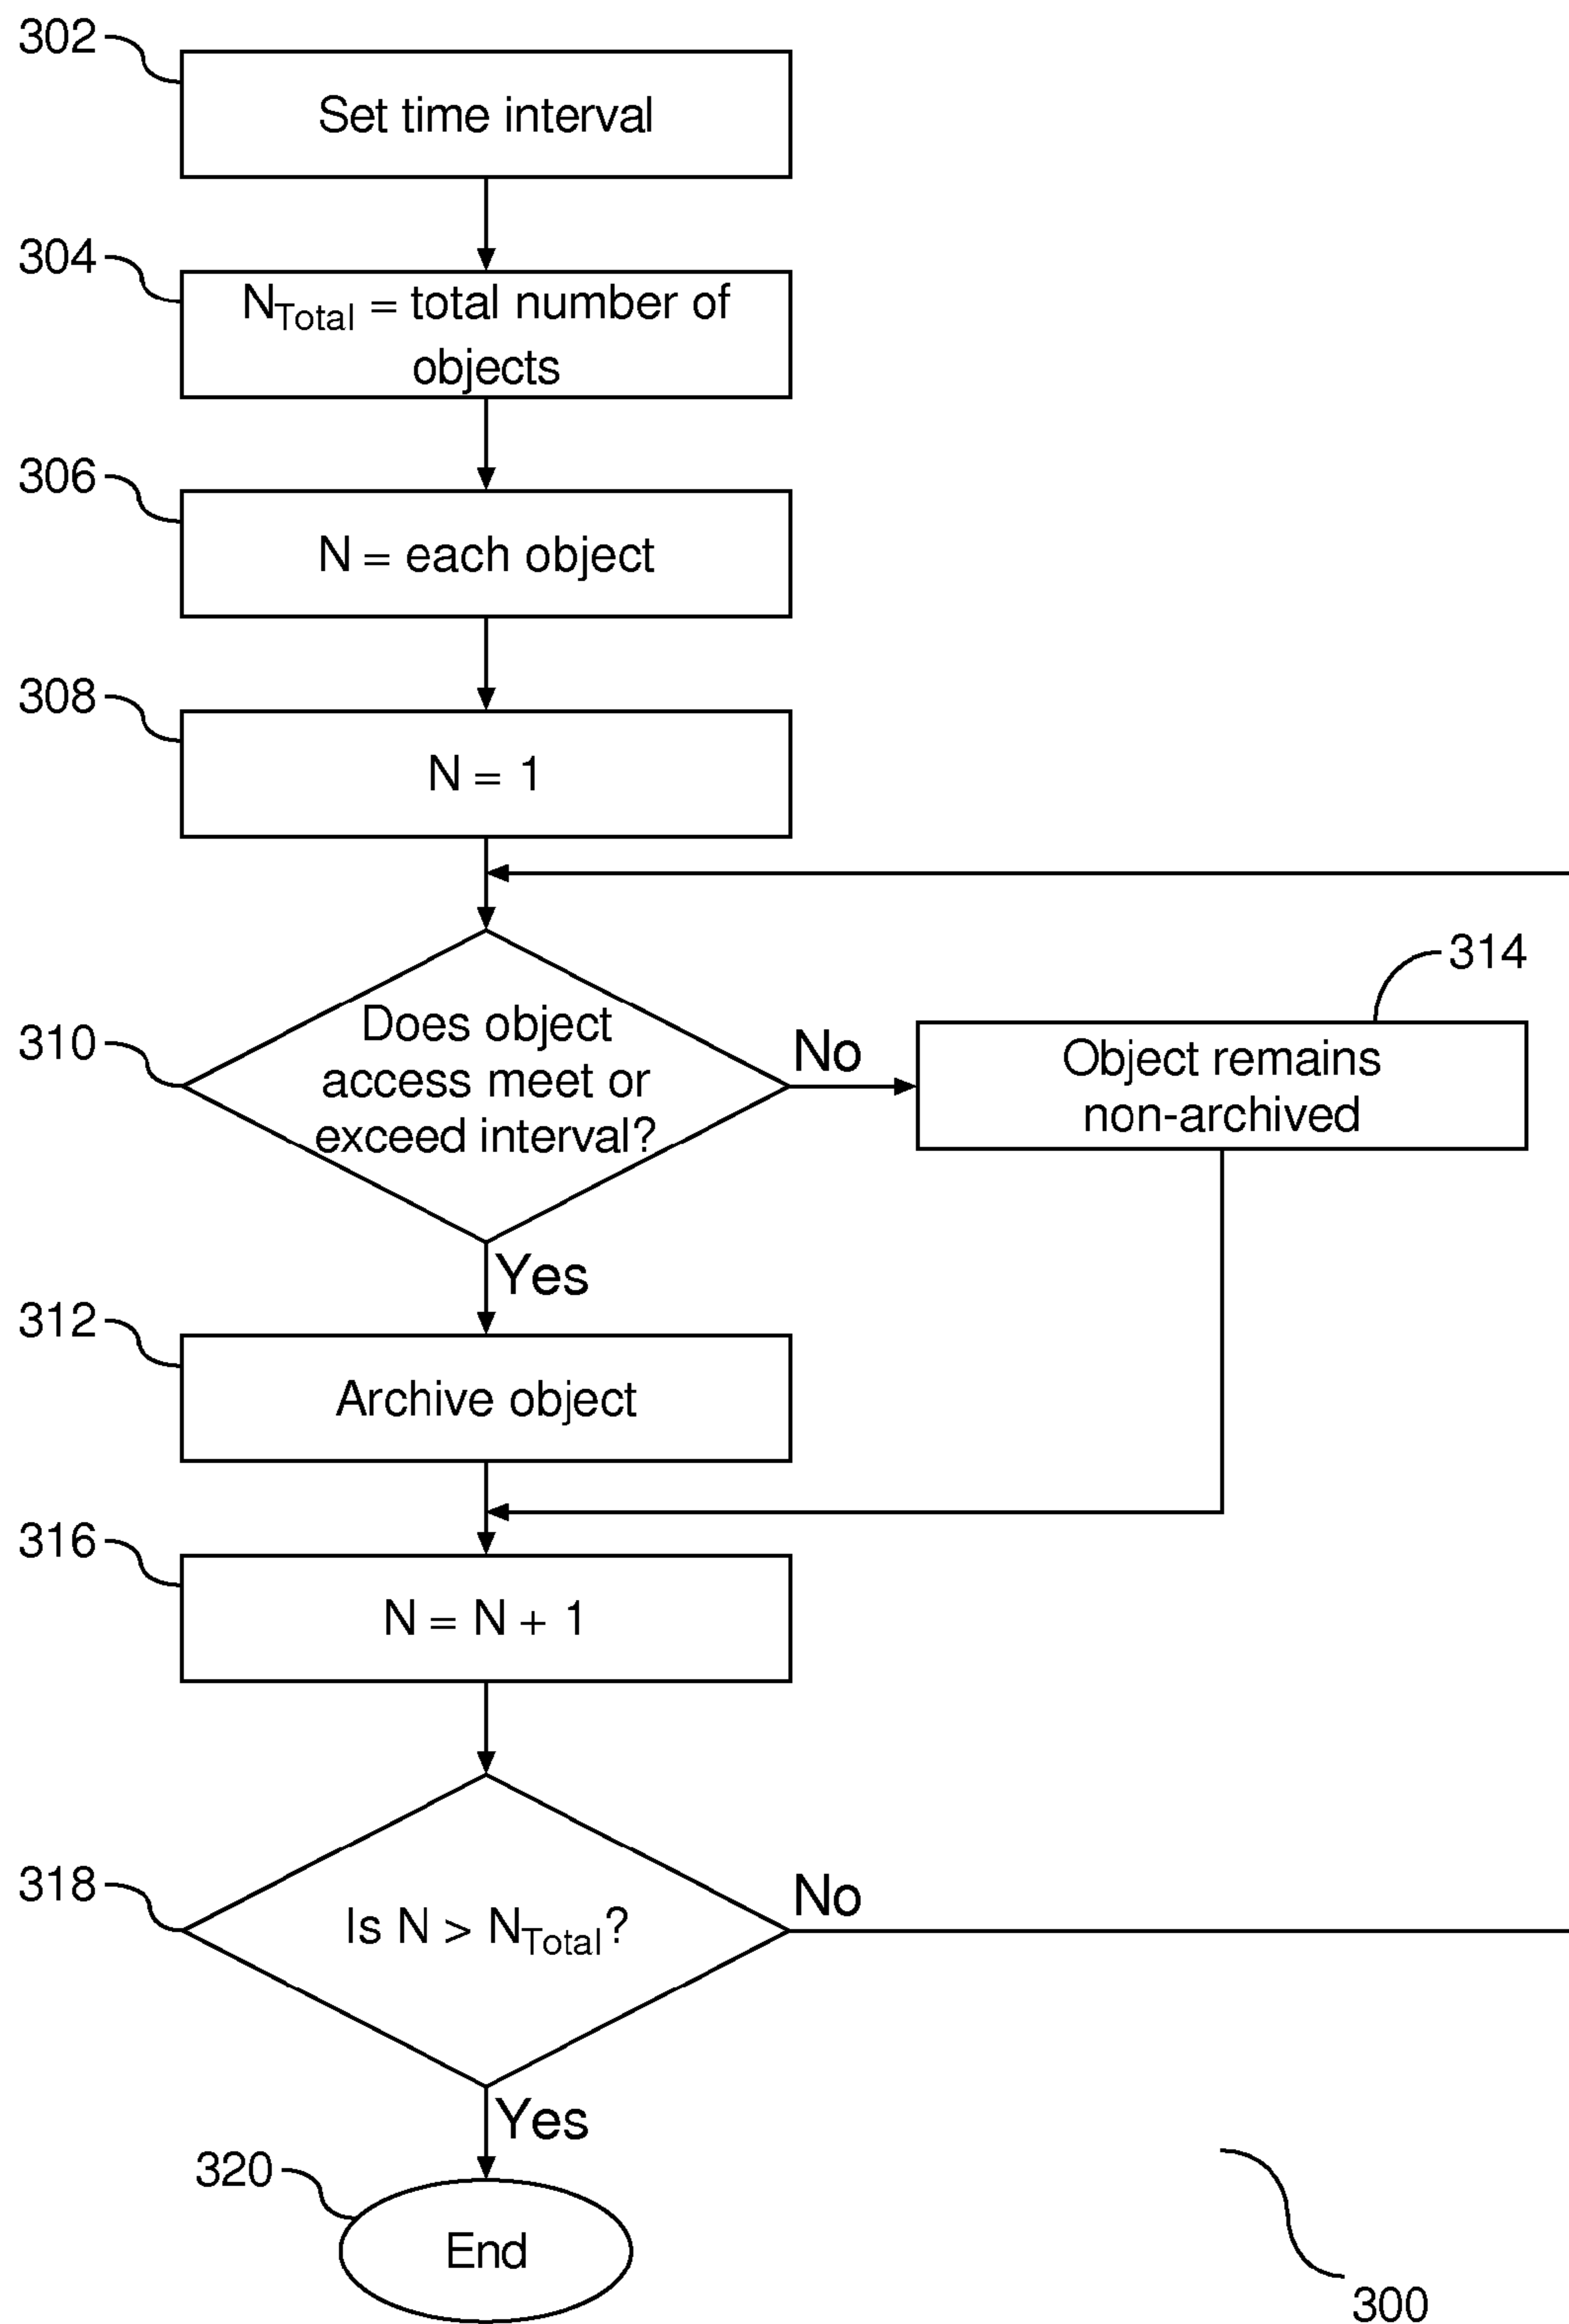 302
Set time interval
304
N_Total = total number of
objects
306
N = each object
308
N = 1
310
Does object
access meet or
exceed interval?
No
314
Object remains
non-archived
Yes
312
Archive object
316
N = N + 1
318
Is N > N_Total?
No
Yes
320
End
300